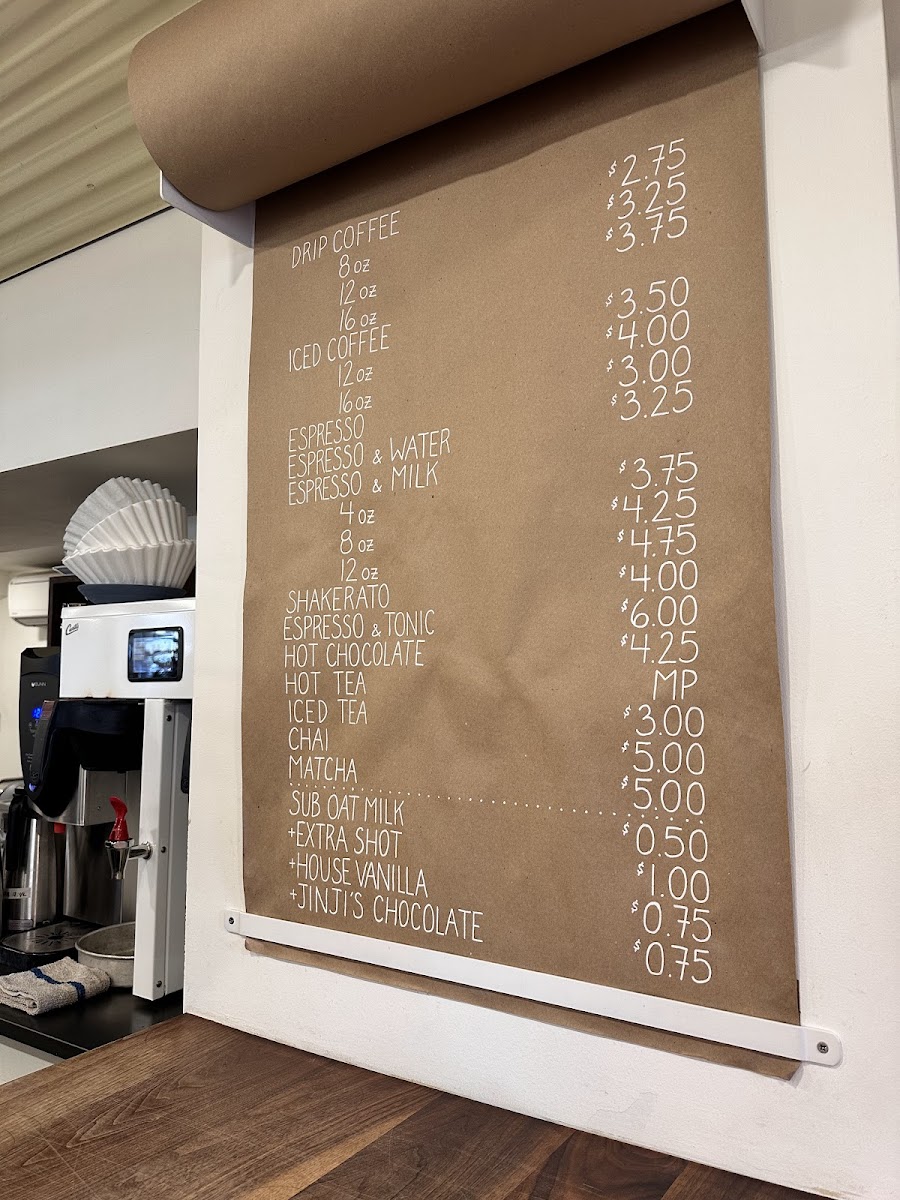 DRIP COFFEE
8 oz $2.75
12 oz $3.25
16 oz $3.75
ICED COFFEE
12 oz $3.50
16 oz $4.00
ESPRESSO $3.00
ESPRESSO & WATER $3.25
ESPRESSO & MILK
4 oz $3.75
8 oz $4.25
12 oz $4.75
SHAKERATO $4.00
ESPRESSO & TONIC $6.00
HOT CHOCOLATE $4.25
HOT TEA MP
ICED TEA $3.00
CHAI $5.00
MATCHA $5.00
SUB OAT MILK $0.50
+EXTRA SHOT $1.00
+HOUSE VANILLA $0.75
+JINJI'S CHOCOLATE $0.75
Curtis
BUNN